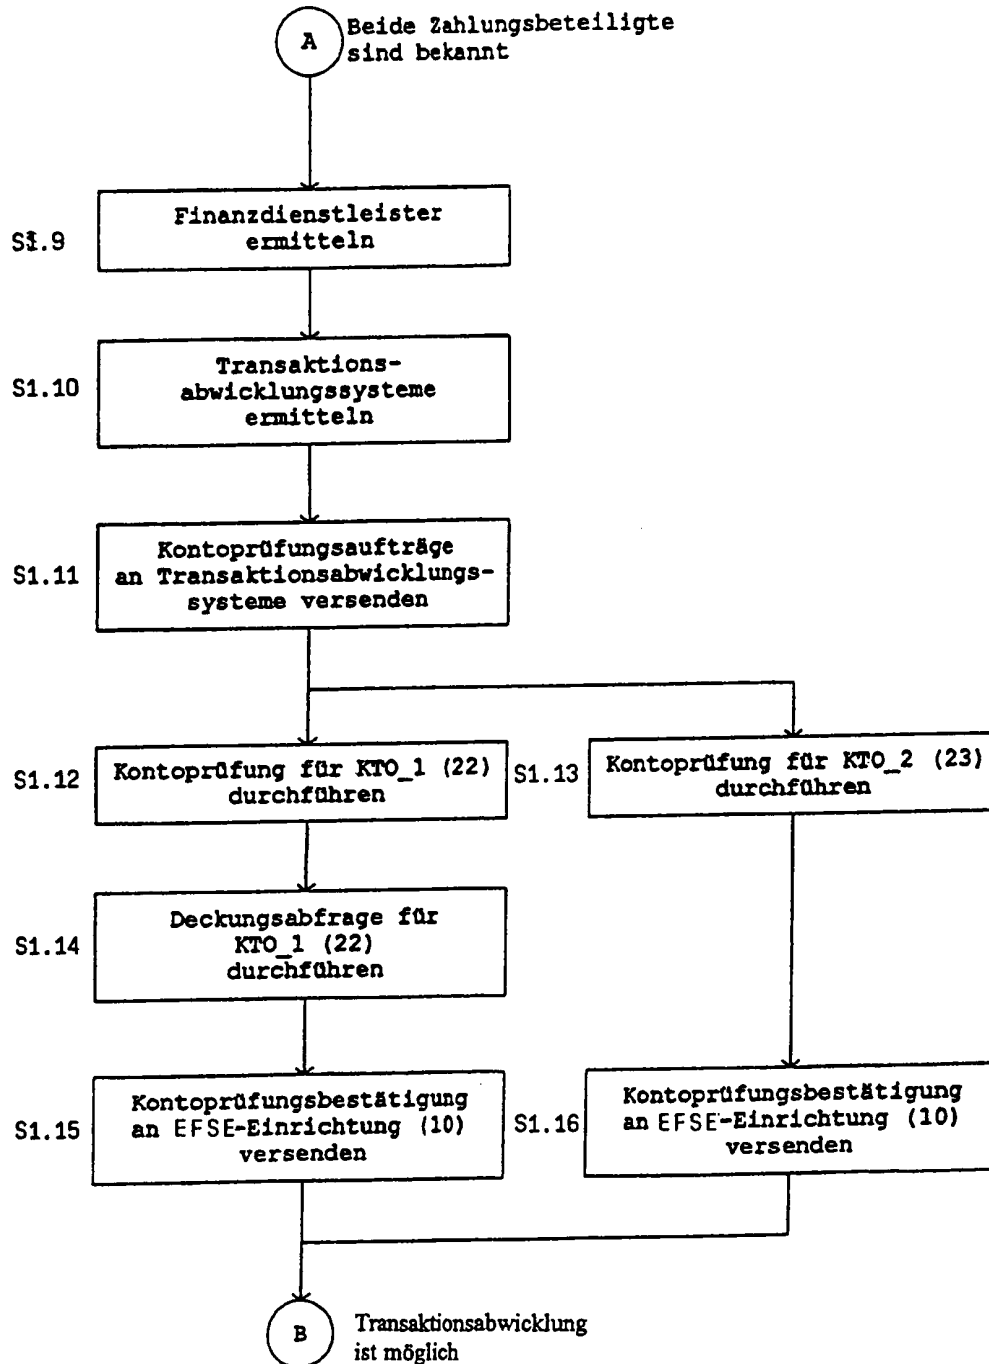 A
Beide Zahlungsbeteiligte
sind bekannt
S1.9
Finanzdienstleister
ermitteln
S1.10
Transaktions-
abwicklungssysteme
ermitteln
S1.11
Kontoprüfungsaufträge
an Transaktionsabwicklungs-
systeme versenden
S1.12
Kontoprüfung für KTO_1 (22)
durchführen
S1.13
Kontoprüfung für KTO_2 (23)
durchführen
S1.14
Deckungsabfrage für
KTO_1 (22)
durchführen
S1.15
Kontoprüfungsbestätigung
an EFSE-Einrichtung (10)
versenden
S1.16
Kontoprüfungsbestätigung
an EFSE-Einrichtung (10)
versenden
B
Transaktionsabwicklung
ist möglich